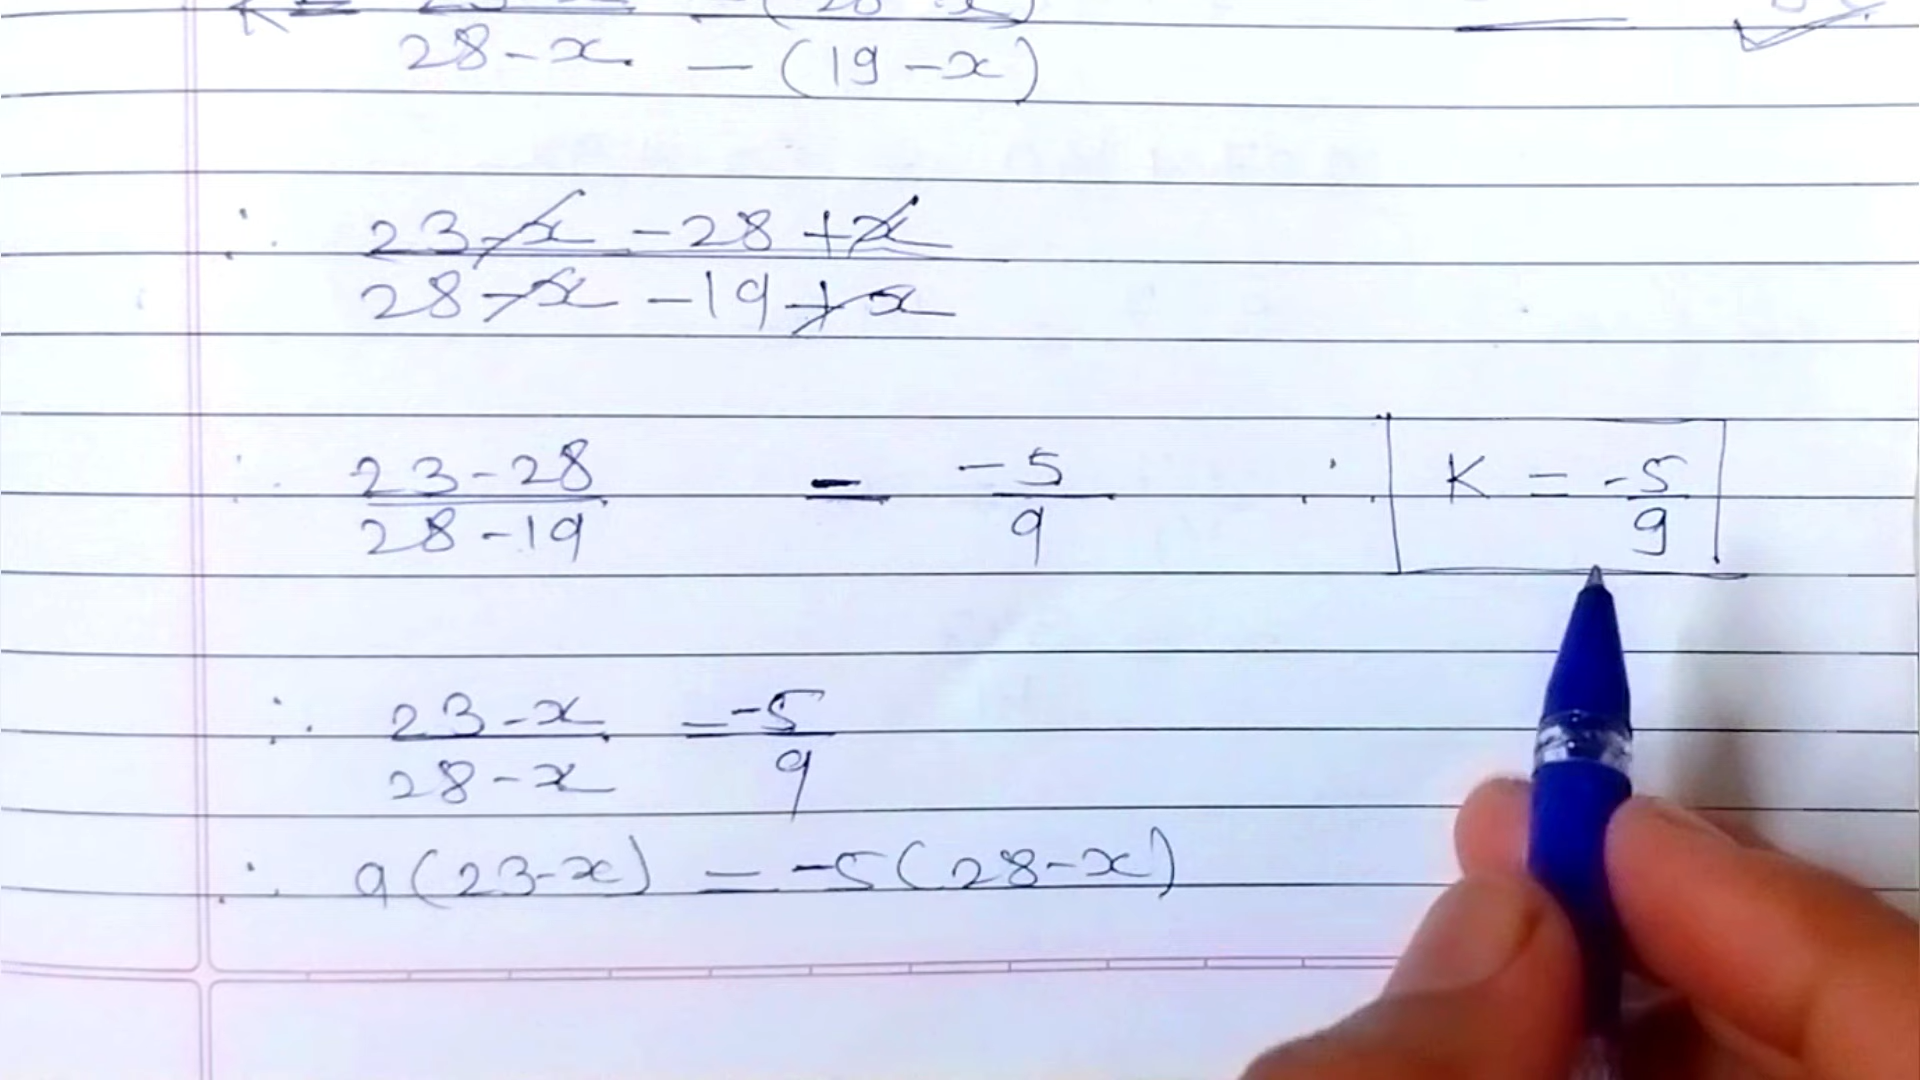 K = 28-x - (19-x)
∴ 23-x -28+x
28-x -19+x
∴ 23-28 = -5 ∴ K = -5
28-19 9 9
∴ 23-x = -5
28-x 9
∴ 9(23-x) = -5(28-x)